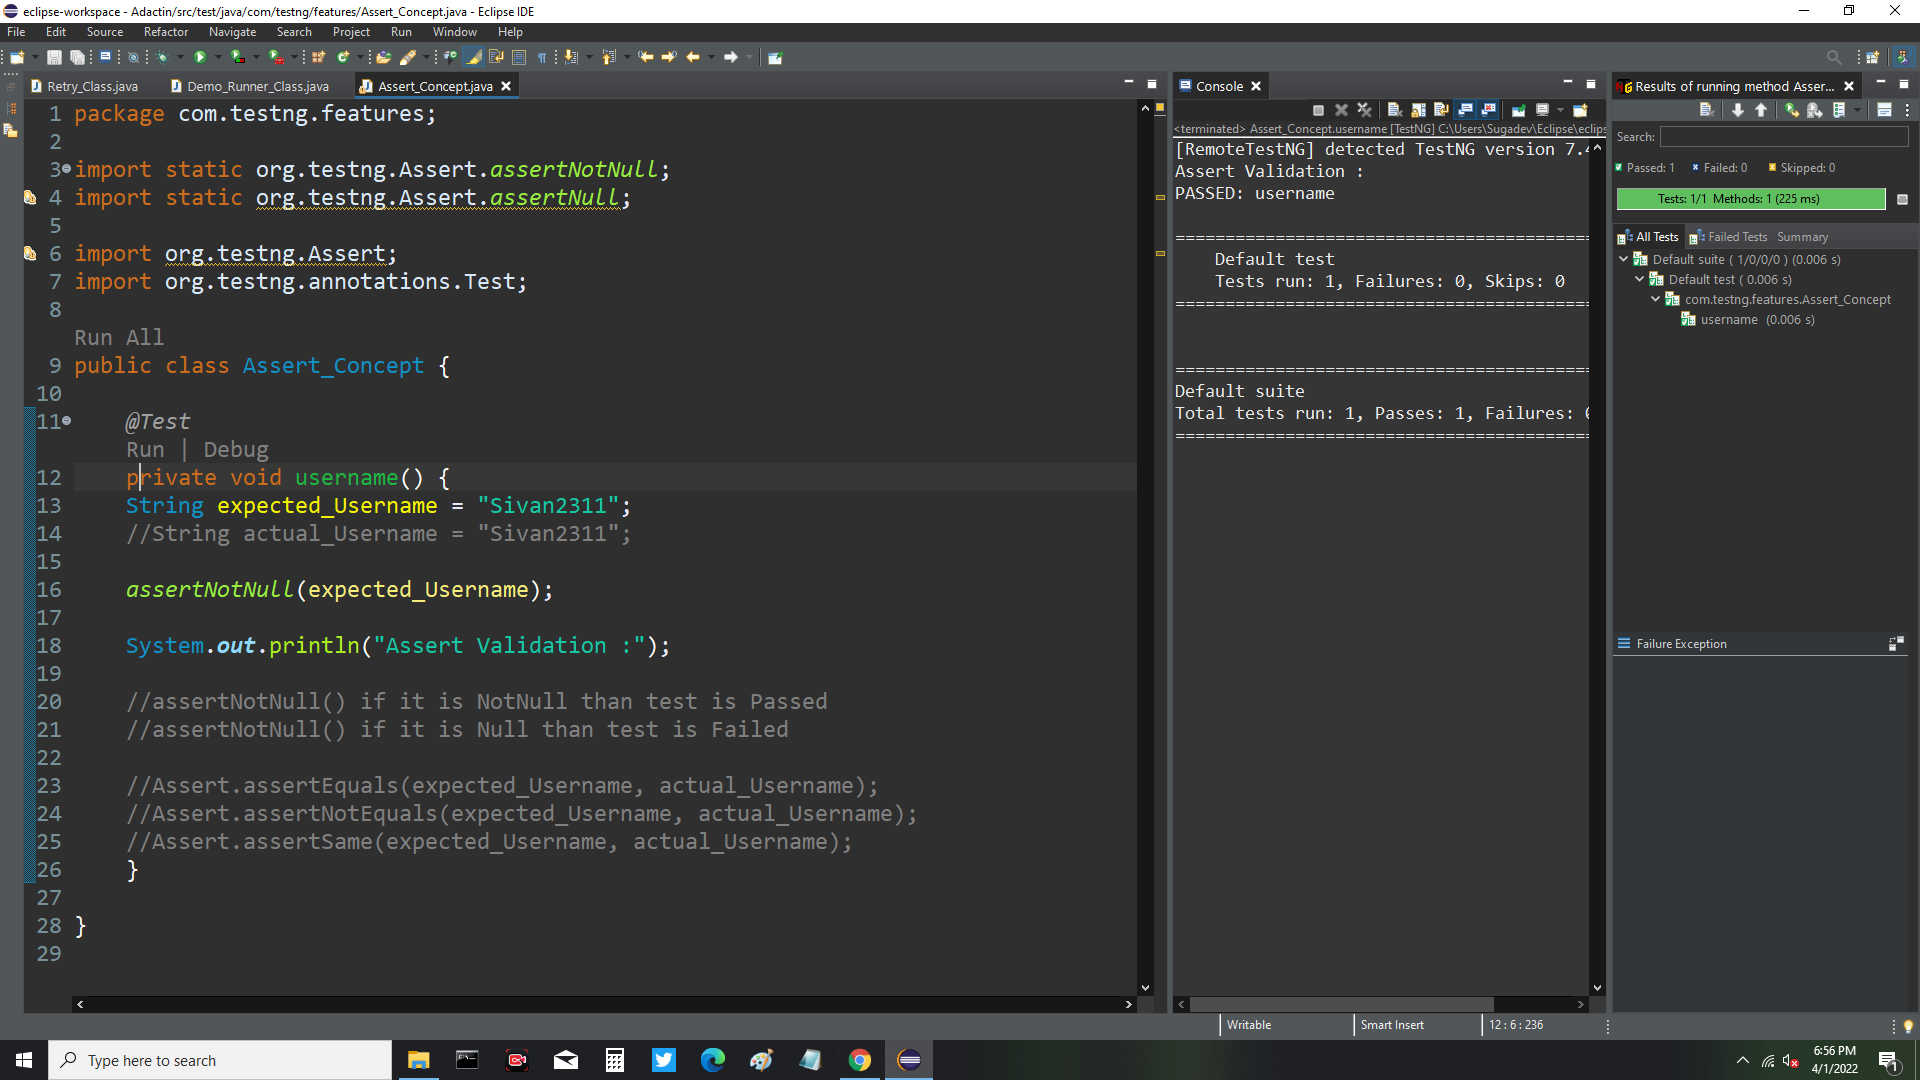 eclipse-workspace - Adactin/src/test/java/com/testng/features/Assert_Concept.java - Eclipse IDE
File Edit Source Refactor Navigate Search Project Run Window Help
Retry_Class.java Demo_Runner_Class.java Assert_Concept.java
1 package com.testng.features;
2
3 import static org.testng.Assert.assertNotNull;
4 import static org.testng.Assert.assertNull;
5
6 import org.testng.Assert;
7 import org.testng.annotations.Test;
8
Run All
9 public class Assert_Concept {
10
11 @Test
Run | Debug
12 private void username() {
13 String expected_Username = "Sivan2311";
14 //String actual_Username = "Sivan2311";
15
16 assertNotNull(expected_Username);
17
18 System.out.println("Assert Validation :");
19
20 //assertNotNull() if it is NotNull than test is Passed
21 //assertNotNull() if it is Null than test is Failed
22
23 //Assert.assertEquals(expected_Username, actual_Username);
24 //Assert.assertNotEquals(expected_Username, actual_Username);
25 //Assert.assertSame(expected_Username, actual_Username);
26 }
27
28 }
29
Console
<terminated> Assert_Concept.username [TestNG] C:\Users\Sugadev\Eclipse\eclips
[RemoteTestNG] detected TestNG version 7.4
Assert Validation :
PASSED: username
===========================================
Default test
Tests run: 1, Failures: 0, Skips: 0
===========================================
===========================================
Default suite
Total tests run: 1, Passes: 1, Failures: 0
===========================================
Results of running method Asser...
Search:
Passed: 1 Failed: 0 Skipped: 0
Tests: 1/1 Methods: 1 (225 ms)
All Tests Failed Tests Summary
Default suite ( 1/0/0/0 ) (0.006 s)
Default test ( 0.006 s)
com.testng.features.Assert_Concept
username (0.006 s)
Failure Exception
Writable Smart Insert 12 : 6 : 236
Type here to search
6:56 PM
4/1/2022
1